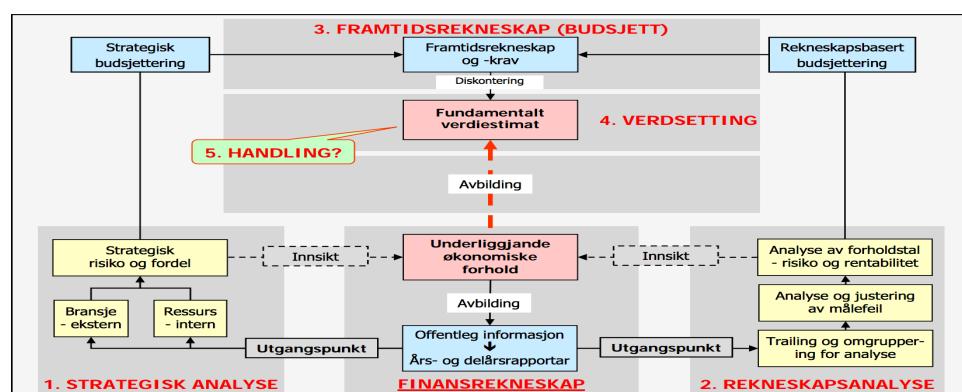 3. FRAMTIDSREKNESKAP (BUDSJETT)
Strategisk
budsjettering
Framtidsrekneskap
og -krav
Rekneskapsbasert
budsjettering
Diskontering
Fundamentalt
verdiestimat
4. VERDSETTING
5. HANDLING?
Avbilding
Strategisk
risiko og fordel
Innsikt
Underliggjande
økonomiske
forhold
Innsikt
Analyse av forholdstal
- risiko og rentabilitet
Avbilding
Bransje
- ekstern
Ressurs
- intern
Analyse og justering
av målefeil
Utgangspunkt
Offentleg informasjon
Års- og delårsrapportar
Utgangspunkt
Trailing og omgrupper-
ing for analyse
1. STRATEGISK ANALYSE
FINANSREKNESKAP
2. REKNESKAPSANALYSE